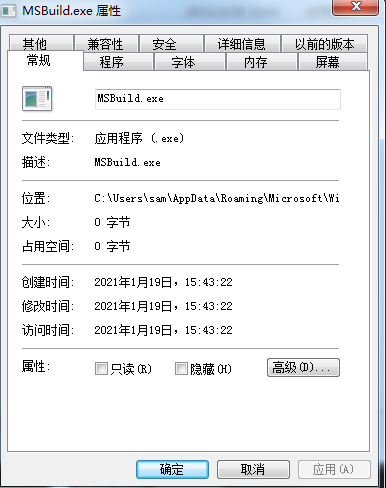 MSBuild.exe 属性
其他 兼容性 安全 详细信息 以前的版本
常规 程序 字体 内存 屏幕
MSBuild.exe
文件类型: 应用程序 (.exe)
描述: MSBuild.exe
位置: C:\Users\sam\AppData\Roaming\Microsoft\Wi
大小: 0 字节
占用空间: 0 字节
创建时间: 2021年1月19日，15:43:22
修改时间: 2021年1月19日，15:43:22
访问时间: 2021年1月19日，15:43:22
属性: 只读(R) 隐藏(H) 高级(D)...
确定 取消 应用(A)